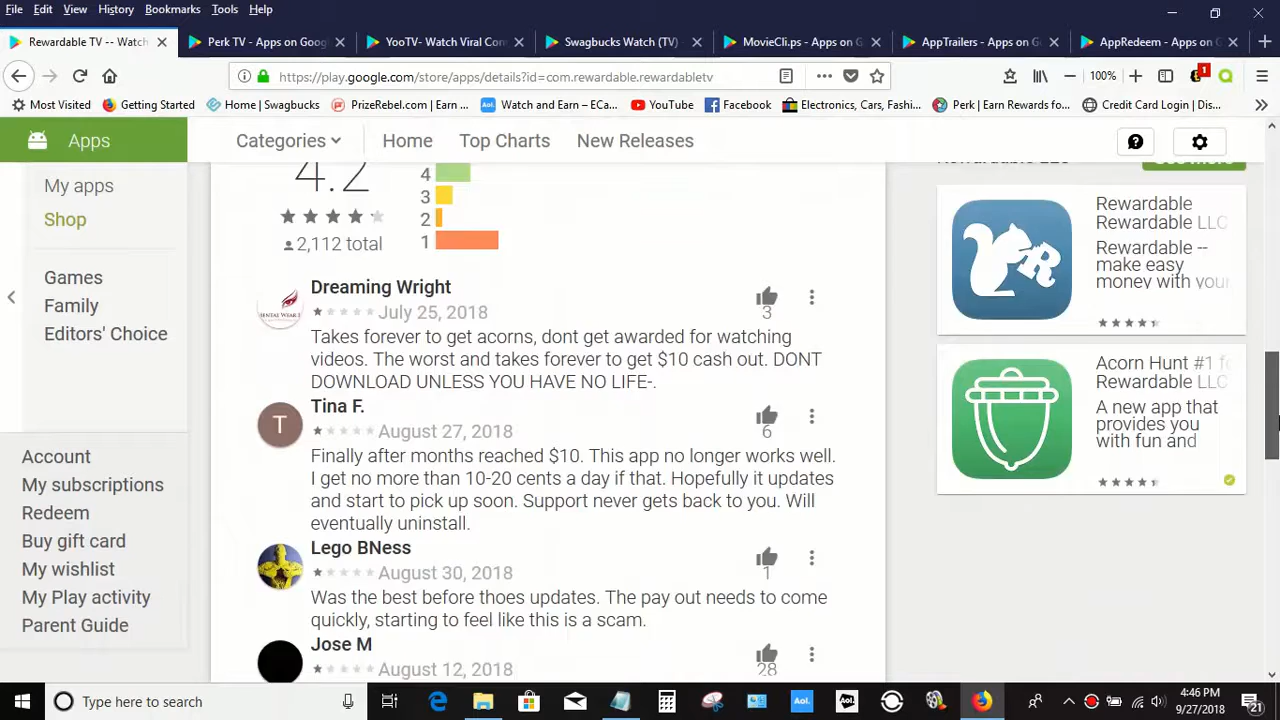 File Edit View History Bookmarks Tools Help
Rewardable TV -- Watch
Perk TV - Apps on Goog
YooTV- Watch Viral Con
Swagbucks Watch (TV) -
MovieCli.ps - Apps on G
AppTrailers - Apps on G
AppRedeem - Apps on G
https://play.google.com/store/apps/details?id=com.rewardable.rewardabletv
100%
1
Most Visited
Getting Started
Home | Swagbucks
PrizeRebel.com | Earn ...
Aol. Watch and Earn – ECa...
YouTube
Facebook
Electronics, Cars, Fashi...
Perk | Earn Rewards fo...
Credit Card Login | Dis...
Apps
Categories
Home
Top Charts
New Releases
My apps
Shop
Games
Family
Editors' Choice
Account
My subscriptions
Redeem
Buy gift card
My wishlist
My Play activity
Parent Guide
4.2
2,112 total
4
3
2
1
Dreaming Wright
July 25, 2018
3
Takes forever to get acorns, dont get awarded for watching
videos. The worst and takes forever to get $10 cash out. DONT
DOWNLOAD UNLESS YOU HAVE NO LIFE-.
T
Tina F.
August 27, 2018
6
Finally after months reached $10. This app no longer works well.
I get no more than 10-20 cents a day if that. Hopefully it updates
and start to pick up soon. Support never gets back to you. Will
eventually uninstall.
Lego BNess
August 30, 2018
1
Was the best before thoes updates. The pay out needs to come
quickly, starting to feel like this is a scam.
Jose M
August 12, 2018
28
R
Rewardable
Rewardable LLC
Rewardable --
make easy
money with your
Acorn Hunt #1 f
Rewardable LLC
A new app that
provides you
with fun and
Type here to search
Aol.
Aol.
4:46 PM
9/27/2018
21